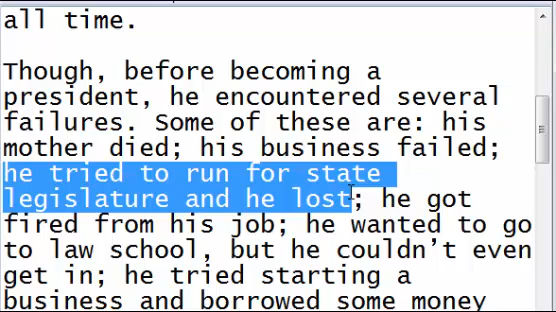 all time.
Though, before becoming a
president, he encountered several
failures. Some of these are: his
mother died; his business failed;
he tried to run for state
legislature and he lost; he got
fired from his job; he wanted to go
to law school, but he couldn’t even
get in; he tried starting a
business and borrowed some money